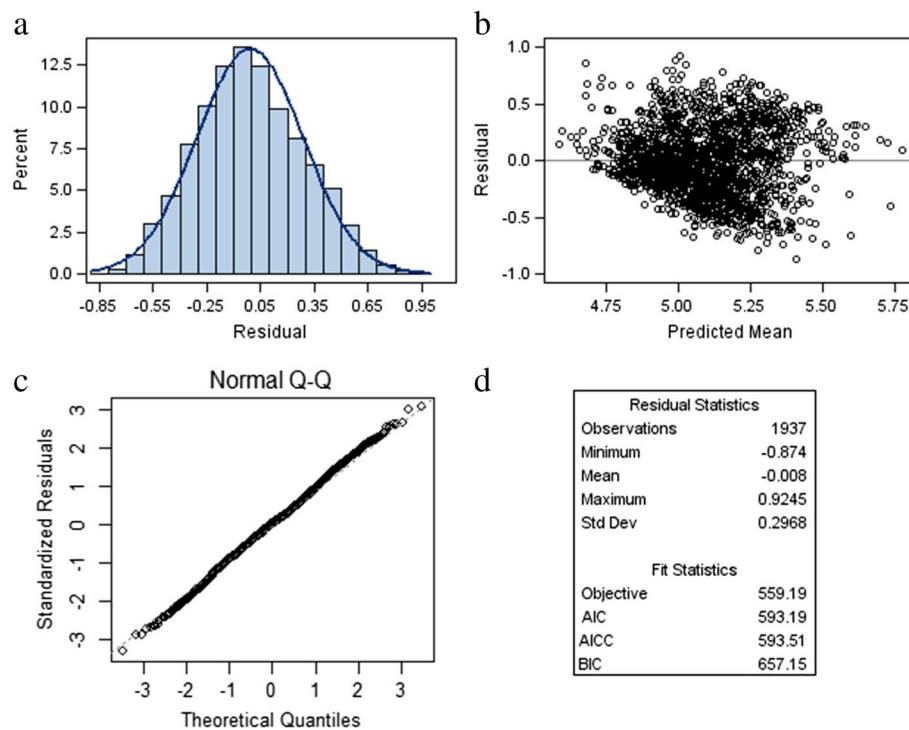 a
12.5
10.0
7.5
5.0
2.5
0.0
Percent
-0.85 -0.55 -0.25 0.05 0.35 0.65 0.95
Residual
b
1.0
0.5
0.0
-0.5
-1.0
Residual
4.75 5.00 5.25 5.50 5.75
Predicted Mean
c
Normal Q-Q
3
2
1
0
-1
-2
-3
Standardized Residuals
-3 -2 -1 0 1 2 3
Theoretical Quantiles
d
Residual Statistics
Observations 1937
Minimum -0.874
Mean -0.008
Maximum 0.9245
Std Dev 0.2968
Fit Statistics
Objective 559.19
AIC 593.19
AICC 593.51
BIC 657.15